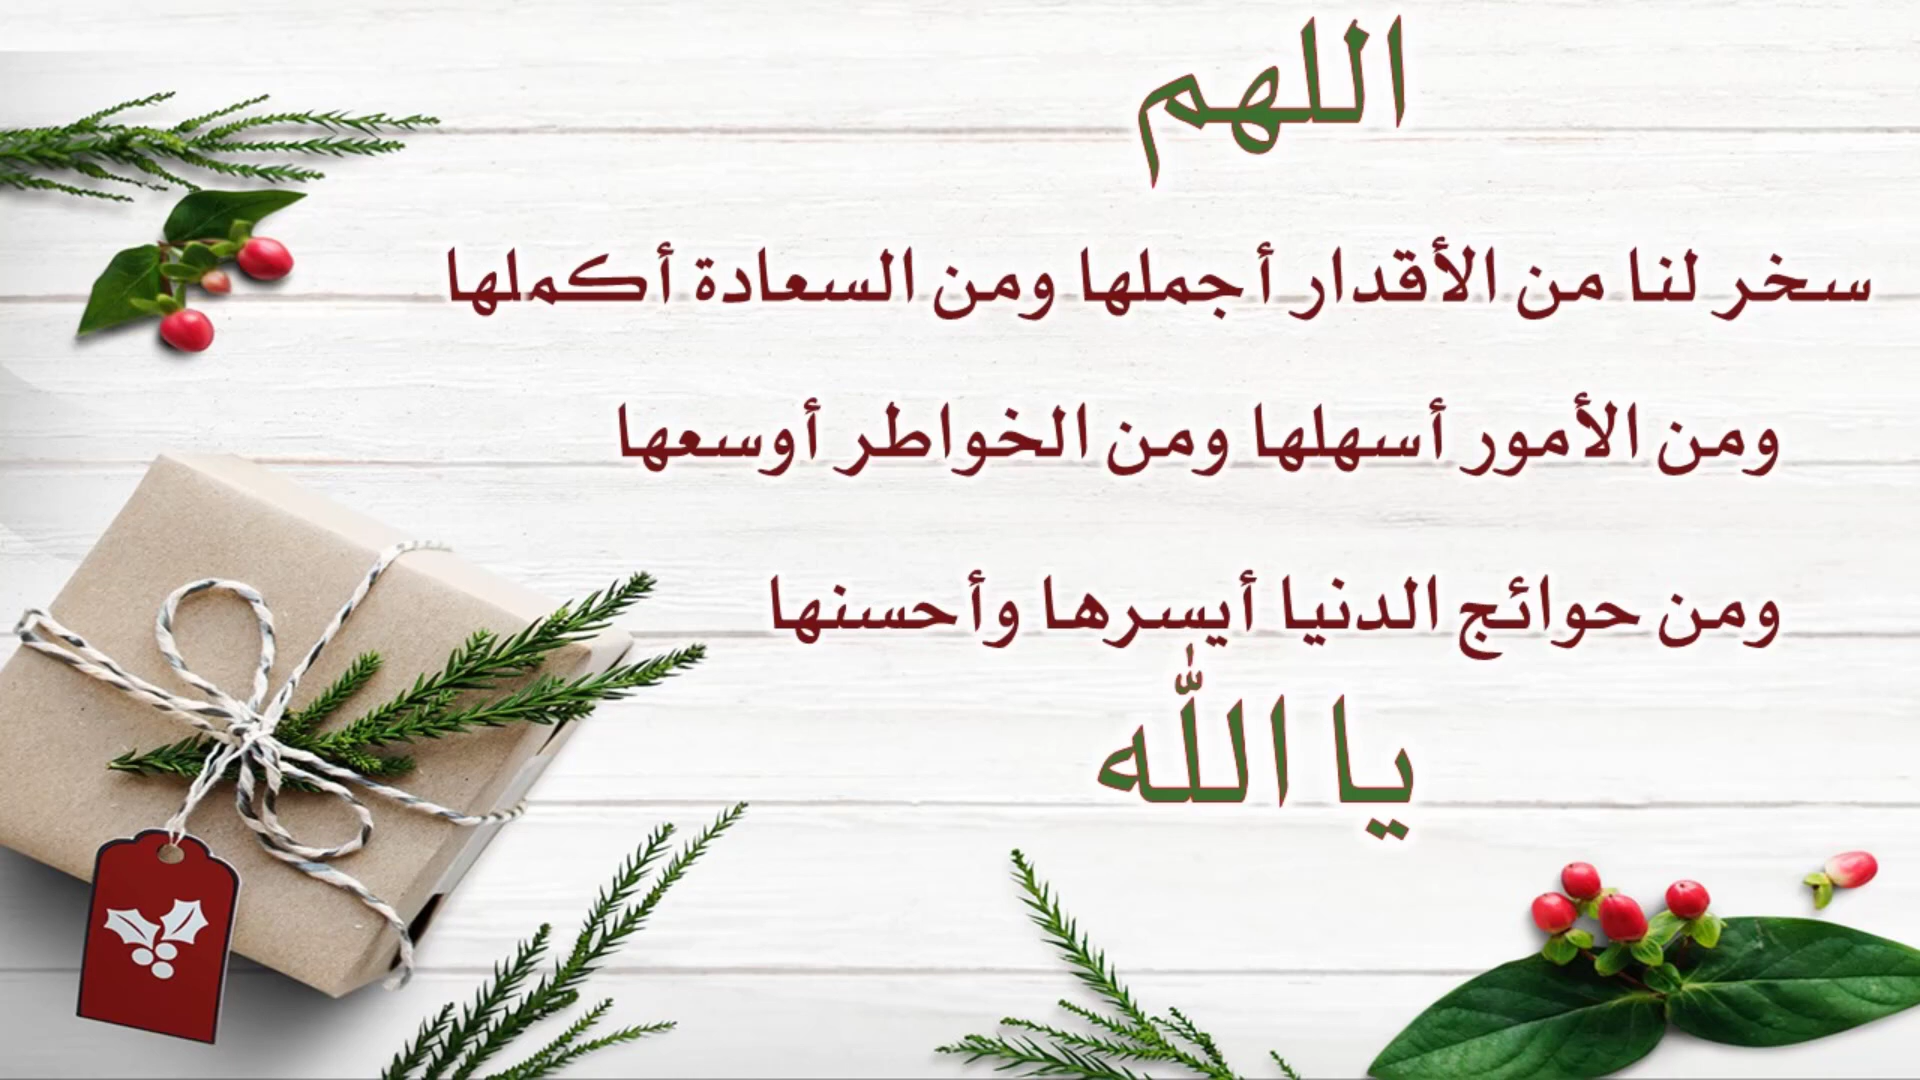 اللهم
سخر لنا من الأقدار أجملها ومن السعادة أكملها
ومن الأمور أسهلها ومن الخواطر أوسعها
ومن حوائج الدنيا أيسرها وأحسنها
يا الله